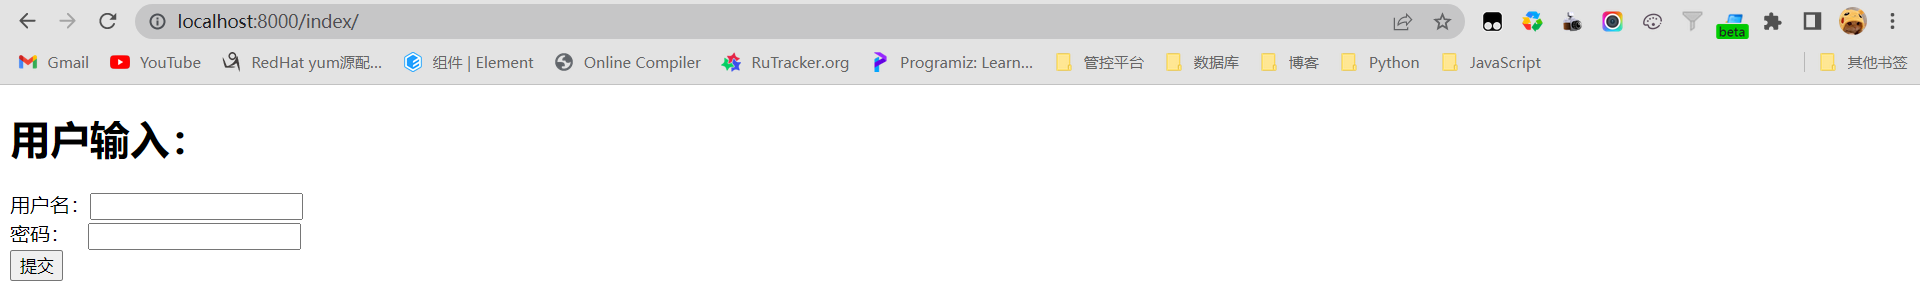 localhost:8000/index/
beta
Gmail YouTube RedHat yum源配... 组件 | Element Online Compiler RuTracker.org Programiz: Learn... 管控平台 数据库 博客 Python JavaScript 其他书签
用户输入：
用户名：
密码：
提交